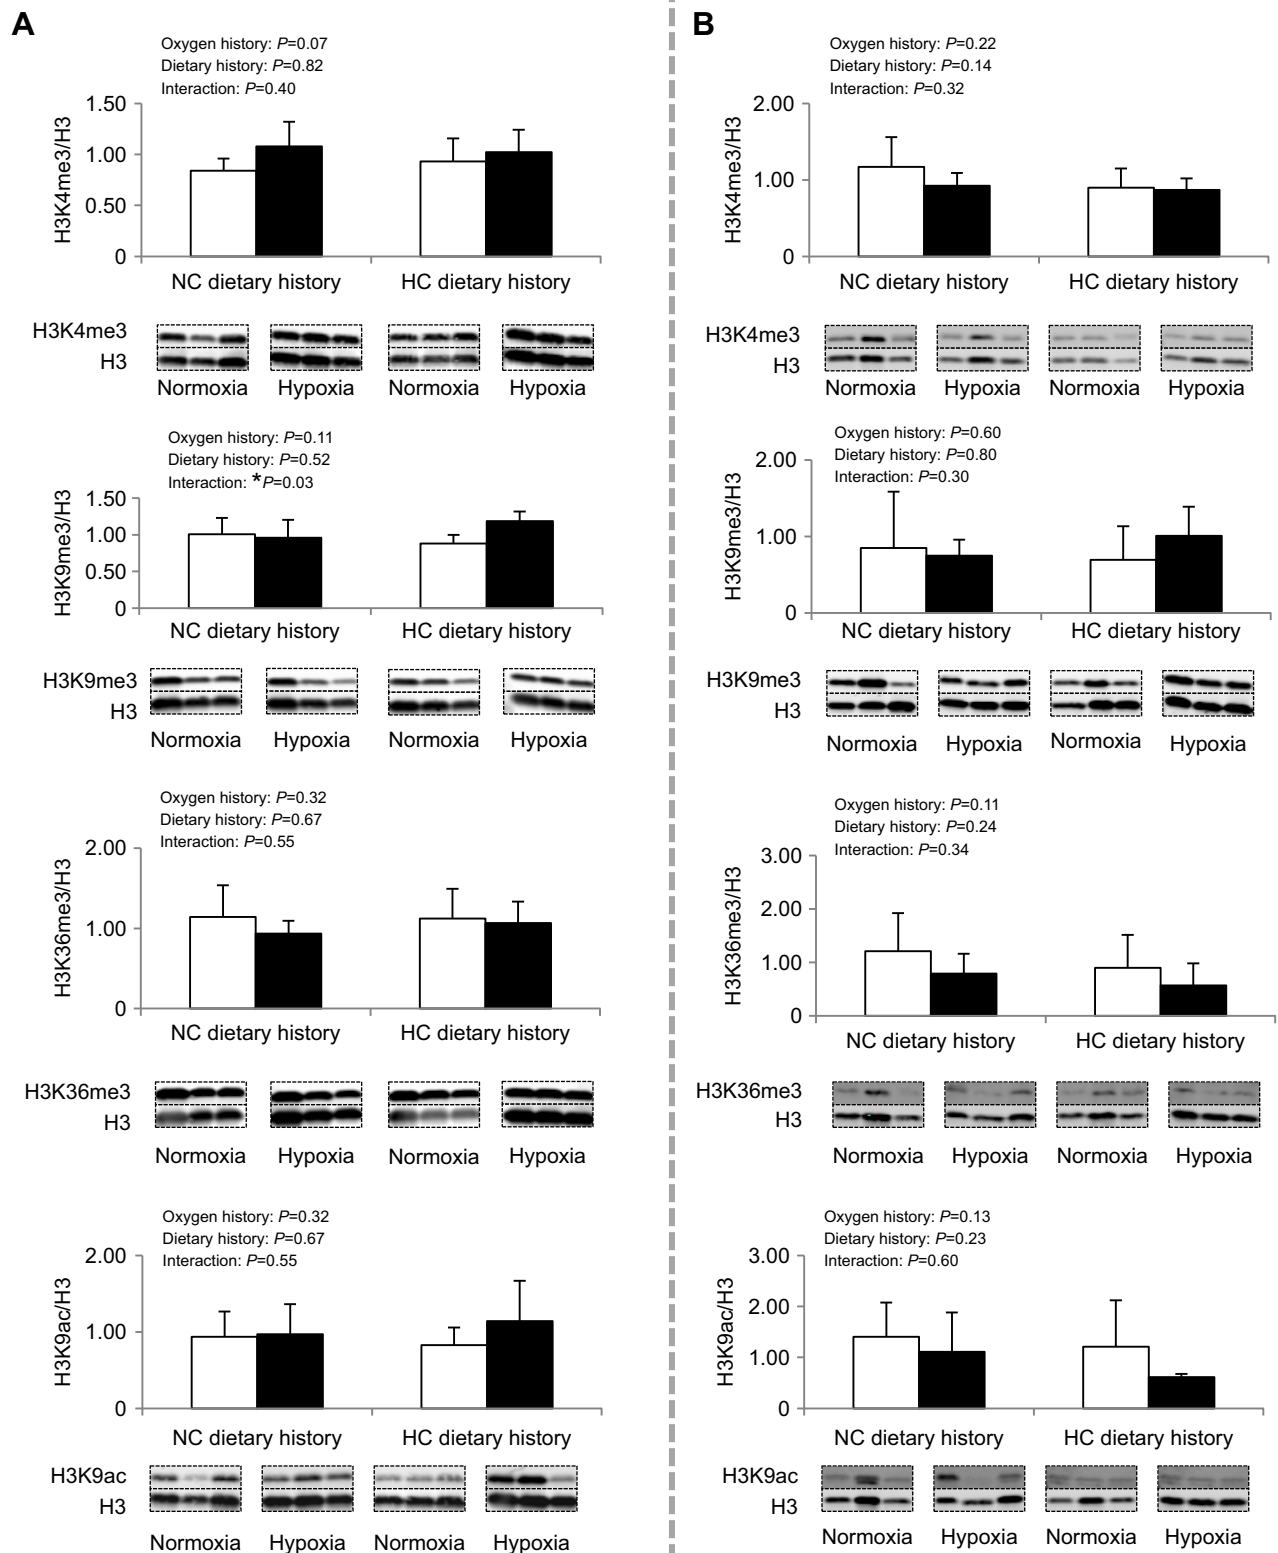 A
Oxygen history: P=0.07
Dietary history: P=0.82
Interaction: P=0.40
H3K4me3/H3
1.50
1.00
0.50
0
NC dietary history
HC dietary history
H3K4me3
H3
Normoxia
Hypoxia
Normoxia
Hypoxia
Oxygen history: P=0.11
Dietary history: P=0.52
Interaction: *P=0.03
H3K9me3/H3
1.50
1.00
0.50
0
NC dietary history
HC dietary history
H3K9me3
H3
Normoxia
Hypoxia
Normoxia
Hypoxia
Oxygen history: P=0.32
Dietary history: P=0.67
Interaction: P=0.55
H3K36me3/H3
2.00
1.00
0
NC dietary history
HC dietary history
H3K36me3
H3
Normoxia
Hypoxia
Normoxia
Hypoxia
Oxygen history: P=0.32
Dietary history: P=0.67
Interaction: P=0.55
H3K9ac/H3
2.00
1.00
0
NC dietary history
HC dietary history
H3K9ac
H3
Normoxia
Hypoxia
Normoxia
Hypoxia
B
Oxygen history: P=0.22
Dietary history: P=0.14
Interaction: P=0.32
H3K4me3/H3
2.00
1.00
0
NC dietary history
HC dietary history
H3K4me3
H3
Normoxia
Hypoxia
Normoxia
Hypoxia
Oxygen history: P=0.60
Dietary history: P=0.80
Interaction: P=0.30
H3K9me3/H3
2.00
1.00
0
NC dietary history
HC dietary history
H3K9me3
H3
Normoxia
Hypoxia
Normoxia
Hypoxia
Oxygen history: P=0.11
Dietary history: P=0.24
Interaction: P=0.34
H3K36me3/H3
3.00
2.00
1.00
0
NC dietary history
HC dietary history
H3K36me3
H3
Normoxia
Hypoxia
Normoxia
Hypoxia
Oxygen history: P=0.13
Dietary history: P=0.23
Interaction: P=0.60
H3K9ac/H3
3.00
2.00
1.00
0
NC dietary history
HC dietary history
H3K9ac
H3
Normoxia
Hypoxia
Normoxia
Hypoxia